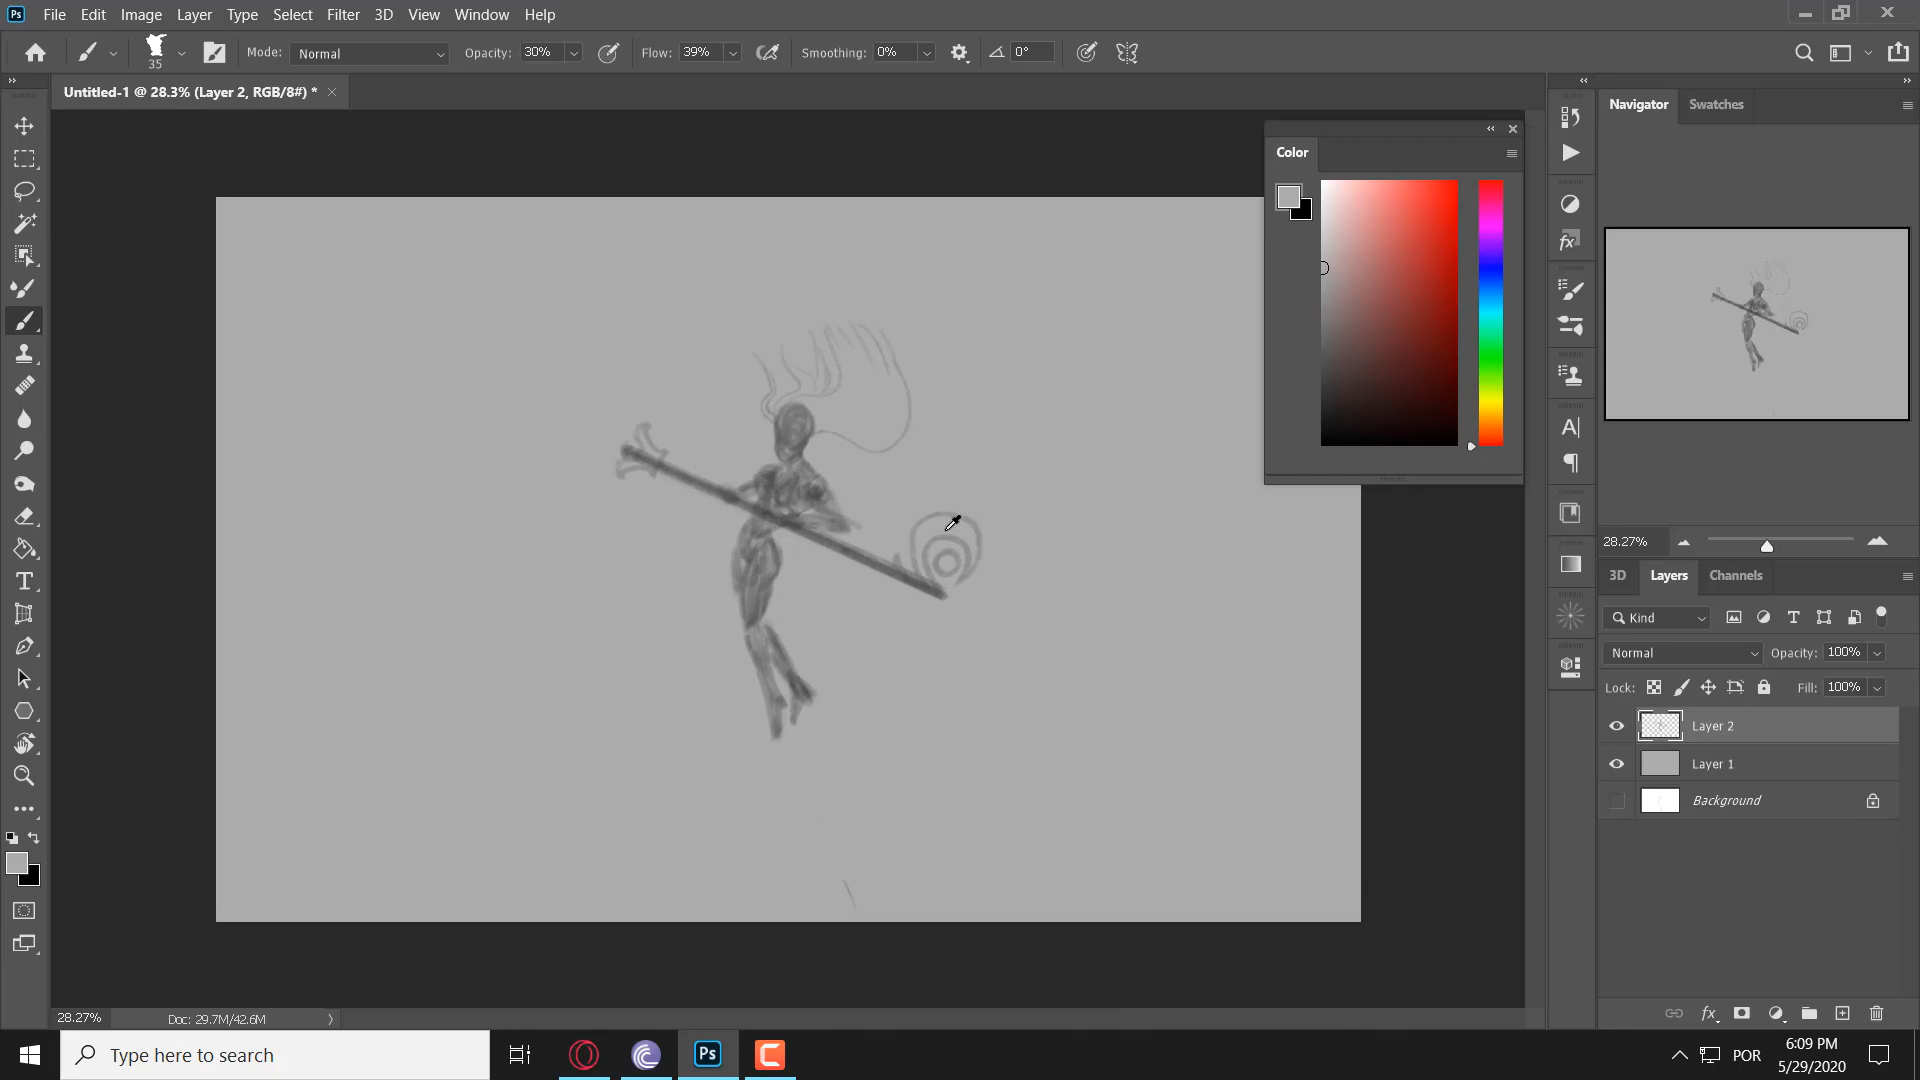 Ps File Edit Image Layer Type Select Filter 3D View Window Help
35 Mode: Normal Opacity: 30% Flow: 39% Smoothing: 0% 0°
Untitled-1 @ 28.3% (Layer 2, RGB/8#) *
Color
Navigator Swatches
28.27%
3D Layers Channels
Kind
Normal Opacity: 100%
Lock: Fill: 100%
Layer 2
Layer 1
Background
fx
28.27% Doc: 29.7M/42.6M
Type here to search
Ps
POR
6:09 PM
5/29/2020